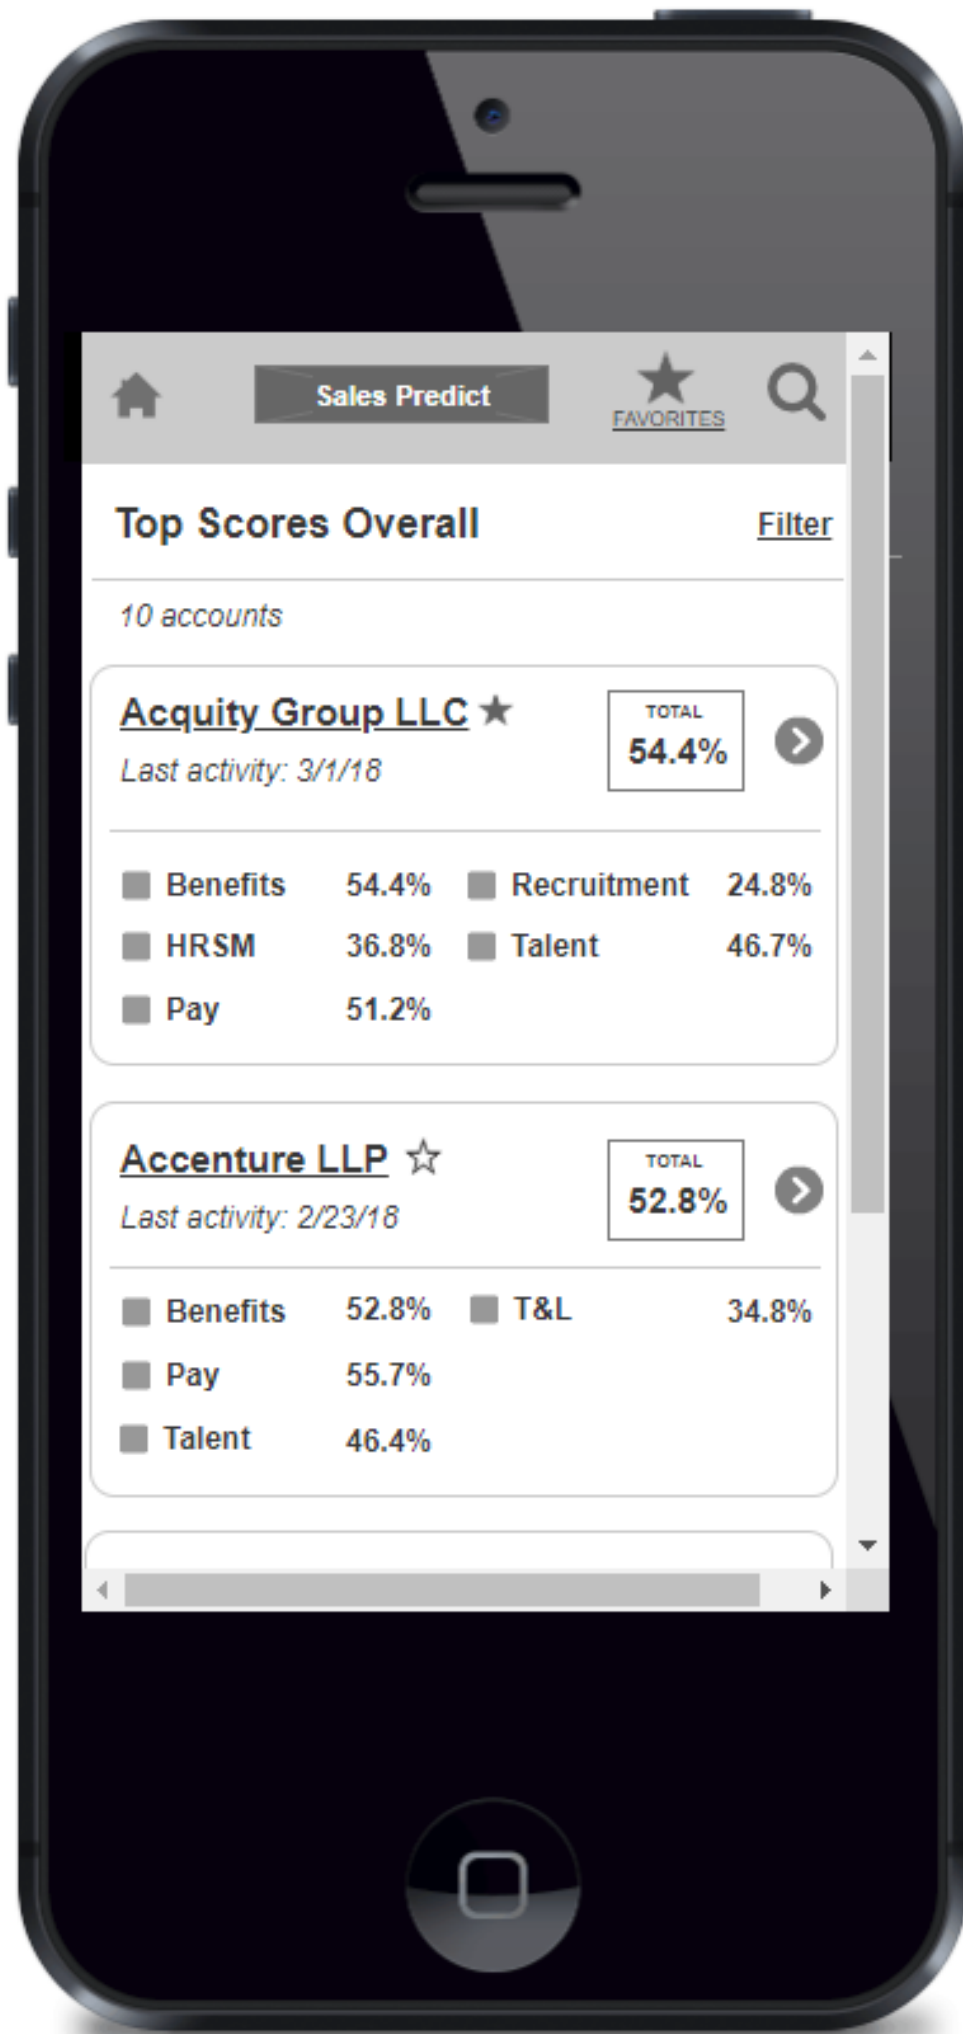 Sales Predict
FAVORITES
Top Scores Overall Filter
10 accounts
Acquity Group LLC TOTAL
54.4%
Last activity: 3/1/18
Benefits 54.4% Recruitment 24.8%
HRSM 36.8% Talent 46.7%
Pay 51.2%
Accenture LLP TOTAL
52.8%
Last activity: 2/23/18
Benefits 52.8% T&L 34.8%
Pay 55.7%
Talent 46.4%